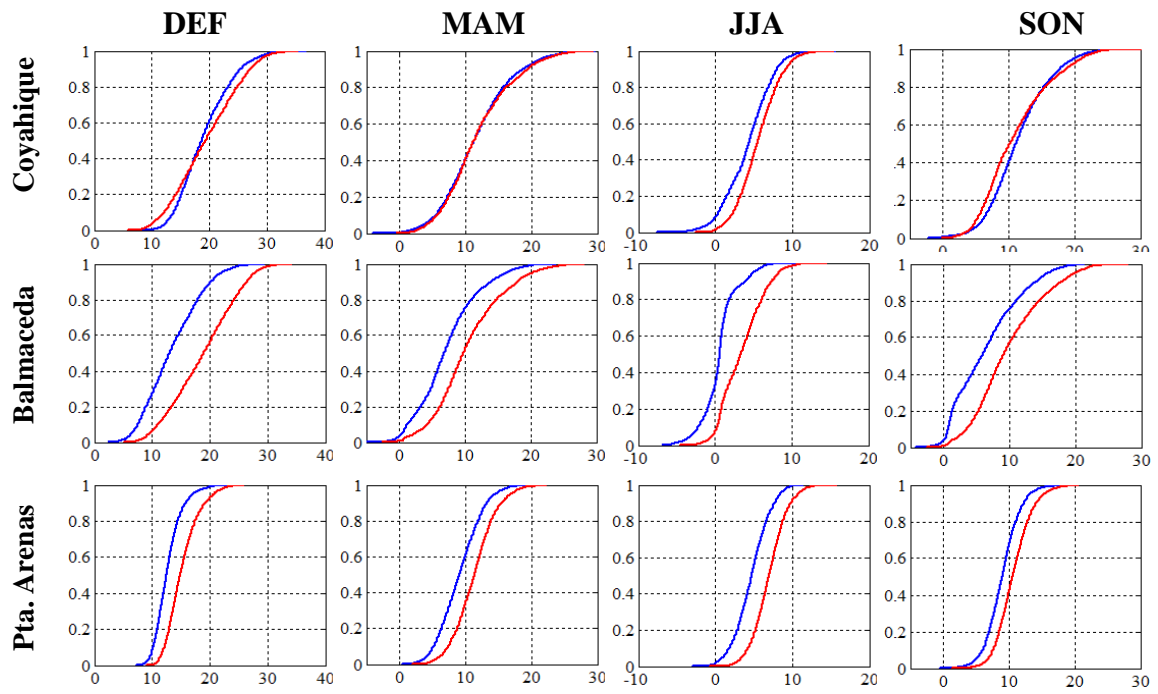 DEF MAM JJA SON
Coyahique
1 1 1 1
0.8 0.8 0.8 0.8
0.6 0.6 0.6 .6
0.4 0.4 0.4 .4
0.2 0.2 0.2 .2
0 0 0 0
0 10 20 30 40 0 10 20 30 -10 0 10 20 0 10 20 30
Balmaceda
1 1 1 1
0.8 0.8 0.8 0.8
0.6 0.6 0.6 0.6
0.4 0.4 0.4 0.4
0.2 0.2 0.2 0.2
0 0 0 0
0 10 20 30 40 0 10 20 30 -10 0 10 20 0 10 20 30
Pta. Arenas
1 1 1 1
0.8 0.8 0.8 0.8
0.6 0.6 0.6 0.6
0.4 0.4 0.4 0.4
0.2 0.2 0.2 0.2
0 0 0 0
0 10 20 30 40 0 10 20 30 -10 0 10 20 0 10 20 30